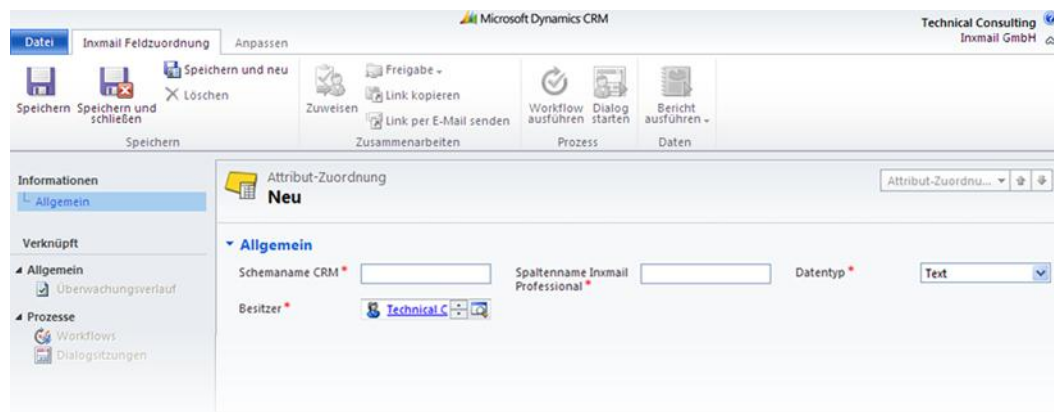 Microsoft Dynamics CRM
Technical Consulting
Inxmail GmbH
Datei
Inxmail Feldzuordnung
Anpassen
Speichern
Speichern und schließen
Speichern und neu
Löschen
Speichern
Zuweisen
Freigabe
Link kopieren
Link per E-Mail senden
Zusammenarbeiten
Workflow ausführen
Dialog starten
Prozess
Bericht ausführen
Daten
Informationen
Allgemein
Verknüpft
Allgemein
Überwachungsverlauf
Prozesse
Workflows
Dialogsitzungen
Attribut-Zuordnung
Neu
Attribut-Zuordnu...
Allgemein
Schemaname CRM *
Spaltenname Inxmail
Professional *
Datentyp *
Text
Besitzer *
Technical C